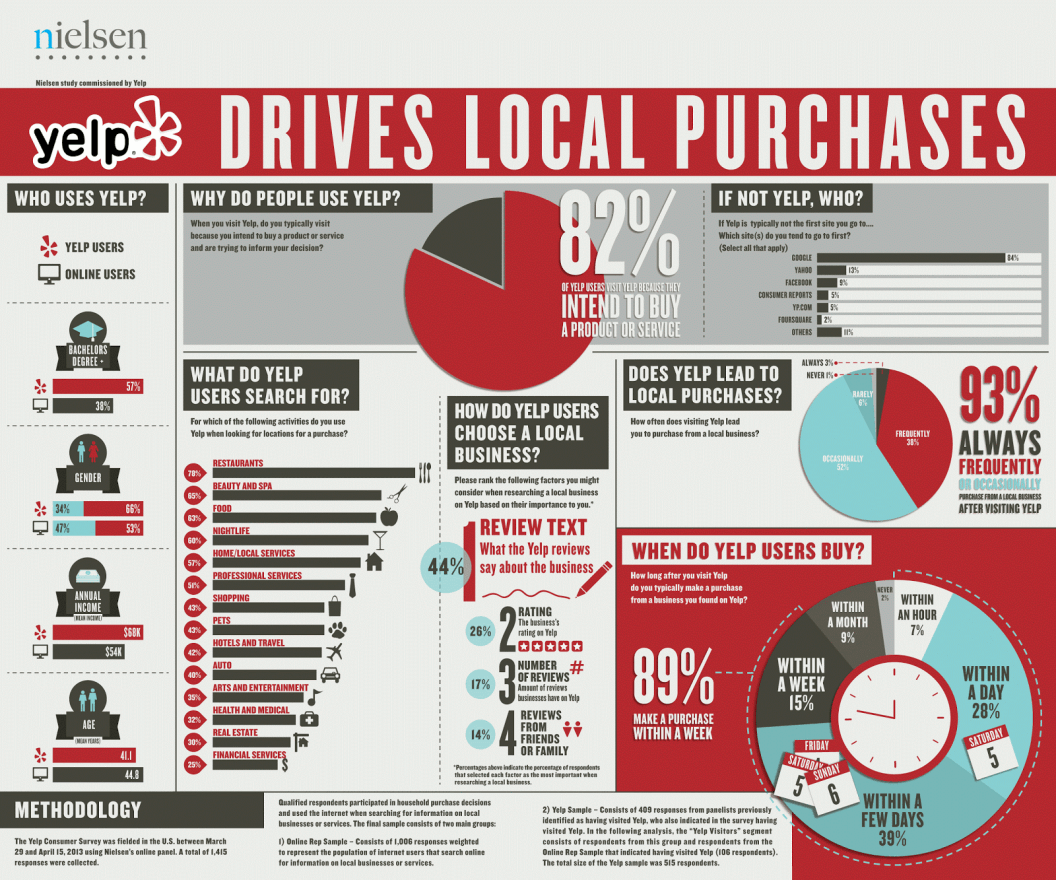 nielsen
Nielsen study commissioned by Yelp
yelp
DRIVES LOCAL PURCHASES
WHO USES YELP?
YELP USERS
ONLINE USERS
BACHELORS
DEGREE +
57%
38%
GENDER
34%
66%
47%
53%
ANNUAL
INCOME
(MEAN INCOME)
$60K
$54K
AGE
(MEAN YEARS)
41.1
44.8
WHY DO PEOPLE USE YELP?
When you visit Yelp, do you typically visit
because you intend to buy a product or service
and are trying to inform your decision?
82%
OF YELP USERS VISIT YELP BECAUSE THEY
INTEND TO BUY
A PRODUCT OR SERVICE
IF NOT YELP, WHO?
If Yelp is typically not the first site you go to....
Which site(s) do you tend to go to first?
(Select all that apply)
GOOGLE 84%
YAHOO 13%
FACEBOOK 9%
CONSUMER REPORTS 5%
YP.COM 5%
FOURSQUARE 2%
OTHERS 11%
WHAT DO YELP
USERS SEARCH FOR?
For which of the following activities do you use
Yelp when looking for locations for a purchase?
RESTAURANTS
78%
BEAUTY AND SPA
65%
FOOD
63%
NIGHTLIFE
60%
HOME/LOCAL SERVICES
57%
PROFESSIONAL SERVICES
51%
SHOPPING
43%
PETS
43%
HOTELS AND TRAVEL
42%
AUTO
40%
ARTS AND ENTERTAINMENT
35%
HEALTH AND MEDICAL
32%
REAL ESTATE
30%
FINANCIAL SERVICES
25%
$
HOW DO YELP USERS
CHOOSE A LOCAL
BUSINESS?
Please rank the following factors you might
consider when researching a local business
on Yelp based on their importance to you.*
44%
1
REVIEW TEXT
What the Yelp reviews
say about the business
26%
2
RATING
The business's
rating on Yelp
17%
3
NUMBER
OF REVIEWS
#
Amount of reviews
businesses have on Yelp
14%
4
REVIEWS
FROM
FRIENDS
OR FAMILY
*Percentages above indicate the percentage of respondents
that selected each factor as the most important when
researching a local business.
DOES YELP LEAD TO
LOCAL PURCHASES?
How often does visiting Yelp lead
you to purchase from a local business?
ALWAYS 3%
NEVER 1%
RARELY
6%
FREQUENTLY
38%
OCCASIONALLY
52%
93%
ALWAYS
FREQUENTLY
OR OCCASIONALLY
PURCHASE FROM A LOCAL BUSINESS
AFTER VISITING YELP
WHEN DO YELP USERS BUY?
How long after you visit Yelp
do you typically make a purchase
from a business you found on Yelp?
89%
MAKE A PURCHASE
WITHIN A WEEK
NEVER
2%
WITHIN
AN HOUR
7%
WITHIN
A DAY
28%
SATURDAY
5
WITHIN A
FEW DAYS
39%
FRIDAY
SATURDAY
5
SUNDAY
6
WITHIN
A WEEK
15%
WITHIN
A MONTH
9%
METHODOLOGY
The Yelp Consumer Survey was fielded in the U.S. between March
29 and April 15, 2013 using Nielsen's online panel. A total of 1,415
responses were collected.
Qualified respondents participated in household purchase decisions
and used the internet when searching for information on local
businesses or services. The final sample consists of two main groups:
1) Online Rep Sample – Consists of 1,006 responses weighted
to represent the population of internet users that search online
for information on local businesses or services.
2) Yelp Sample – Consists of 409 responses from panelists previously
identified as having visited Yelp, who also indicated in the survey having
visited Yelp. In the following analysis, the "Yelp Visitors" segment
consists of respondents from this group and respondents from the
Online Rep Sample that indicated having visited Yelp (106 respondents).
The total size of the Yelp sample was 515 respondents.